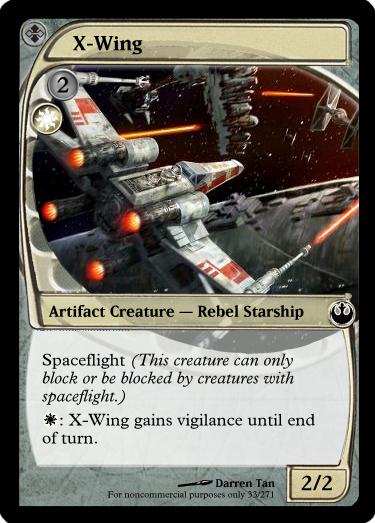 X-Wing
2
Artifact Creature — Rebel Starship
Spaceflight (This creature can only
block or be blocked by creatures with
spaceflight.)
: X-Wing gains vigilance until end
of turn.
Darren Tan
For noncommercial purposes only 33/271
2/2